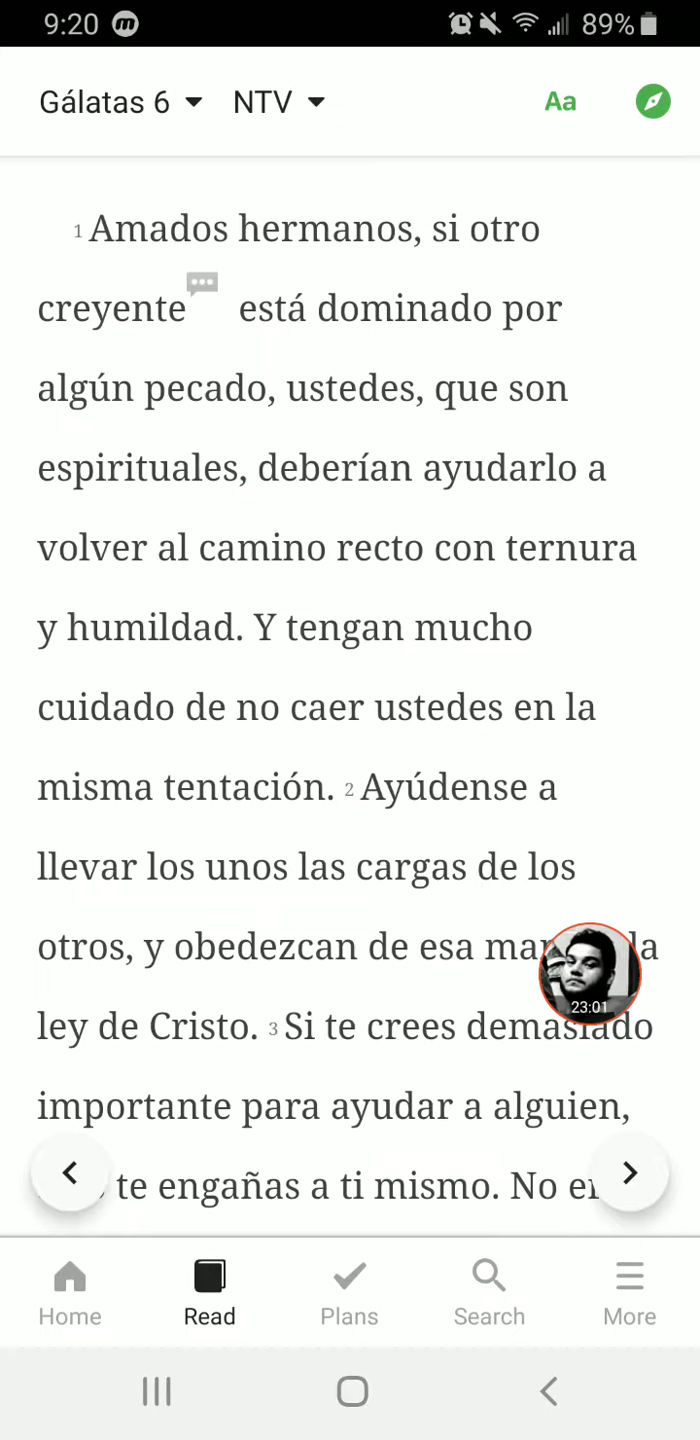 9:20 m 89%
Gálatas 6 NTV Aa
1 Amados hermanos, si otro
creyente está dominado por
algún pecado, ustedes, que son
espirituales, deberían ayudarlo a
volver al camino recto con ternura
y humildad. Y tengan mucho
cuidado de no caer ustedes en la
misma tentación. 2 Ayúdense a
llevar los unos las cargas de los
otros, y obedezcan de esa la
23:01
ley de Cristo. 3 Si te crees demasiado
importante para ayudar a alguien,
te engañas a ti mismo. No
Home Read Plans Search More